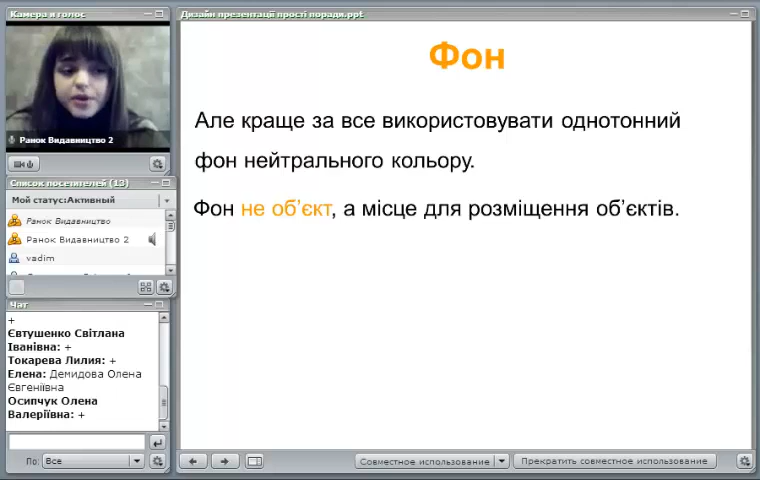 Камера и голос
Ранок Видавництво 2
Список посетителей (13)
Мой статус:Активный
Ранок Видавництво
Ранок Видавництво 2
vadim
Чат
+
Євтушенко Світлана
Іванівна: +
Токарева Лилия: +
Елена: Демидова Олена
Євгеніївна
Осипчук Олена
Валеріївна: +
По: Все
Дизайн презентації прості поради.ppt
Фон
Але краще за все використовувати однотонний
фон нейтрального кольору.
Фон не об'єкт, а місце для розміщення об'єктів.
Совместное использование
Прекратить совместное использование